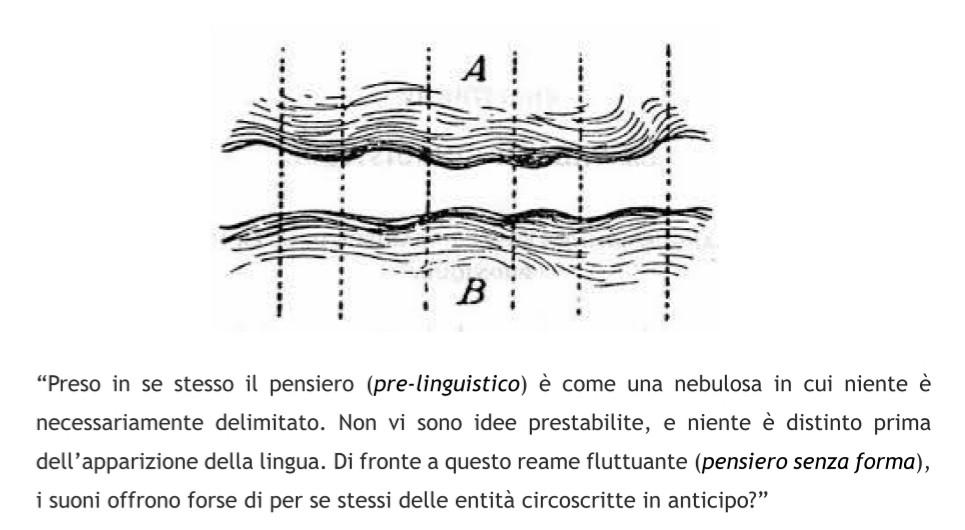 A
B
“Preso in se stesso il pensiero (pre-linguistico) è come una nebulosa in cui niente è
necessariamente delimitato. Non vi sono idee prestabilite, e niente è distinto prima
dell’apparizione della lingua. Di fronte a questo reame fluttuante (pensiero senza forma),
i suoni offrono forse di per se stessi delle entità circoscritte in anticipo?”